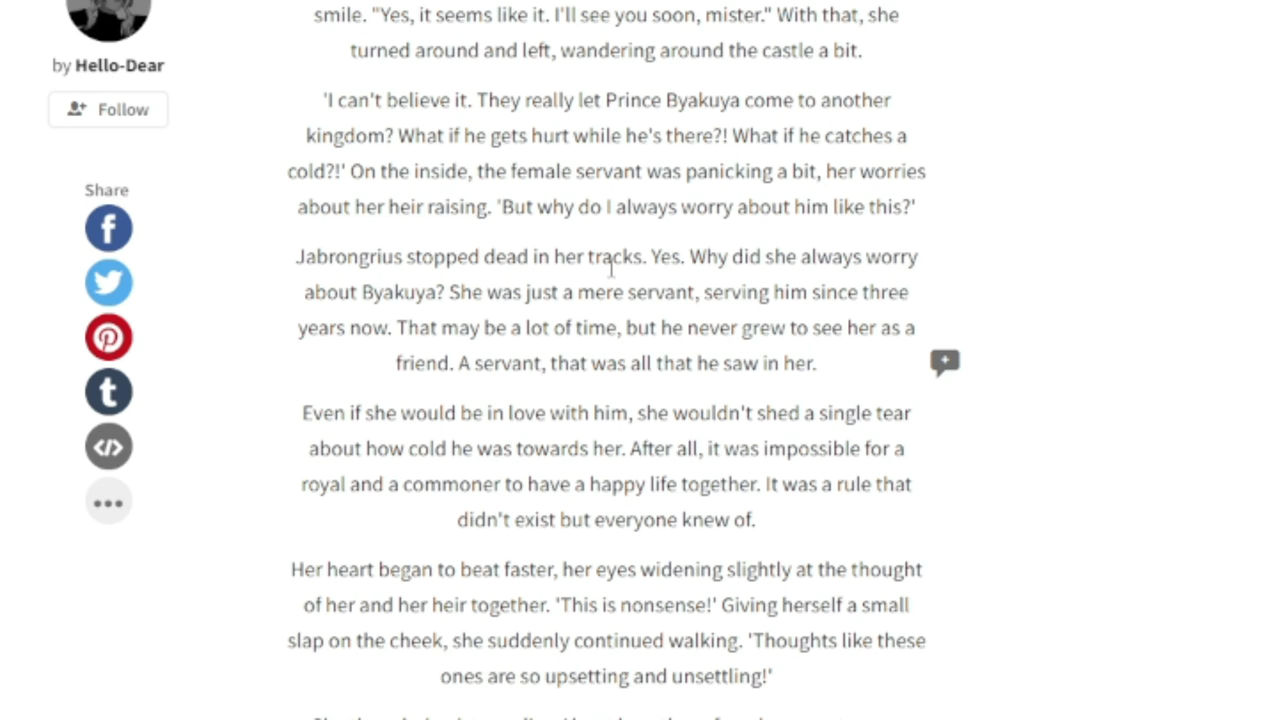 smile. "Yes, it seems like it. I'll see you soon, mister." With that, she
turned around and left, wandering around the castle a bit.
by Hello-Dear
Follow
'I can't believe it. They really let Prince Byakuya come to another
kingdom? What if he gets hurt while he's there?! What if he catches a
cold?!' On the inside, the female servant was panicking a bit, her worries
about her heir raising. 'But why do I always worry about him like this?'
Share
Jabrongrius stopped dead in her tracks. Yes. Why did she always worry
about Byakuya? She was just a mere servant, serving him since three
years now. That may be a lot of time, but he never grew to see her as a
friend. A servant, that was all that he saw in her.
Even if she would be in love with him, she wouldn't shed a single tear
about how cold he was towards her. After all, it was impossible for a
royal and a commoner to have a happy life together. It was a rule that
didn't exist but everyone knew of.
Her heart began to beat faster, her eyes widening slightly at the thought
of her and her heir together. 'This is nonsense!' Giving herself a small
slap on the cheek, she suddenly continued walking. 'Thoughts like these
ones are so upsetting and unsettling!'